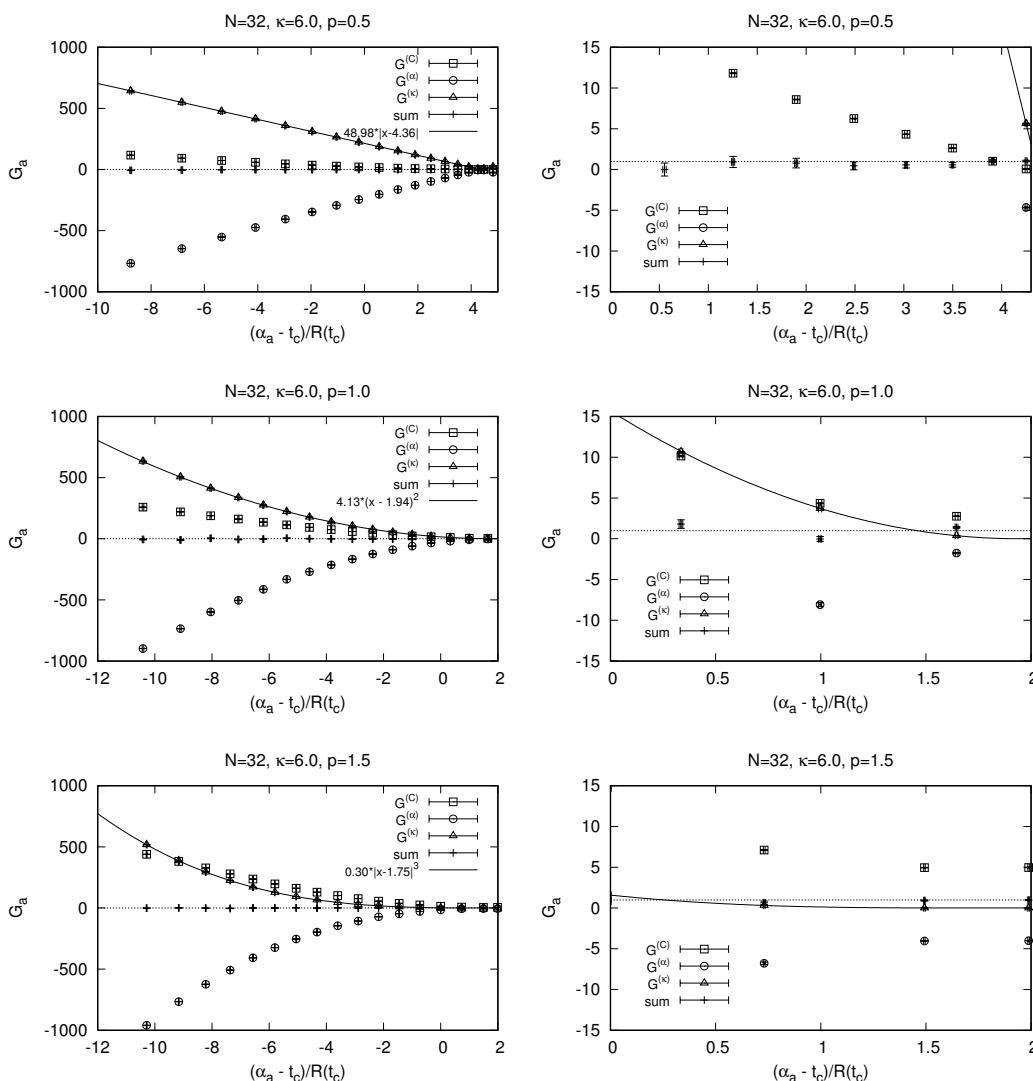 N=32, κ=6.0, p=0.5
1000
500
0
-500
-1000
G_a
G^(C)
G^(α)
G^(κ)
sum
48.98*|x-4.36|
-10 -8 -6 -4 -2 0 2 4
(α_a - t_c)/R(t_c)
N=32, κ=6.0, p=0.5
15
10
5
0
-5
-10
-15
G_a
G^(C)
G^(α)
G^(κ)
sum
0 0.5 1 1.5 2 2.5 3 3.5 4
(α_a - t_c)/R(t_c)
N=32, κ=6.0, p=1.0
1000
500
0
-500
-1000
G_a
G^(C)
G^(α)
G^(κ)
sum
4.13*(x - 1.94)^2
-12 -10 -8 -6 -4 -2 0 2
(α_a - t_c)/R(t_c)
N=32, κ=6.0, p=1.0
15
10
5
0
-5
-10
-15
G_a
G^(C)
G^(α)
G^(κ)
sum
0 0.5 1 1.5 2
(α_a - t_c)/R(t_c)
N=32, κ=6.0, p=1.5
1000
500
0
-500
-1000
G_a
G^(C)
G^(α)
G^(κ)
sum
0.30*|x-1.75|^3
-12 -10 -8 -6 -4 -2 0 2
(α_a - t_c)/R(t_c)
N=32, κ=6.0, p=1.5
15
10
5
0
-5
-10
-15
G_a
G^(C)
G^(α)
G^(κ)
sum
0 0.5 1 1.5 2
(α_a - t_c)/R(t_c)